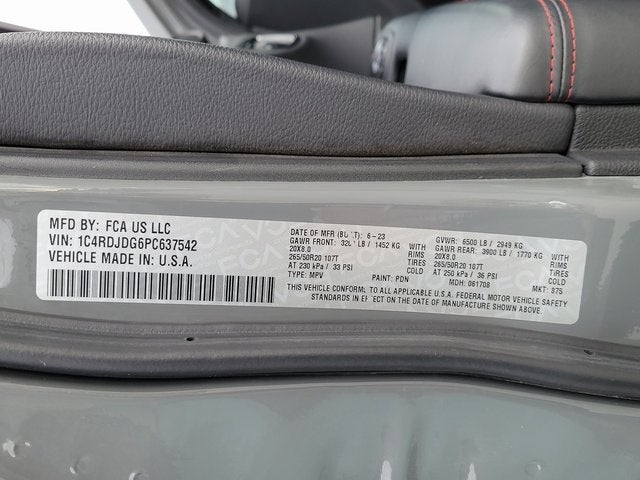 MFD BY: FCA US LLC
VIN: 1C4RDJDG6PC637542
VEHICLE MADE IN: U.S.A.
DATE OF MFR 6-23
GAWR FRONT: LB / 1452 KG
20X8.0 RIMS
265/50R20 107T TIRES
AT 230 kPa / 33 PSI COLD
TYPE: MPV PAINT: PDN
GVWR: 6500 LB / 2949 KG
GAWR REAR: 3900 LB / 1770 KG
20X8.0 RIMS
265/50R20 107T TIRES
AT 250 kPa / 36 PSI COLD
MDH: 061708 MKT: 975
THIS VEHICLE CONFORMS TO ALL APPLICABLE U.S.A. FEDERAL MOTOR VEHICLE SAFETY
STANDARDS IN EFFECT ON THE DATE OF MANUFACTURE SHOWN ABOVE